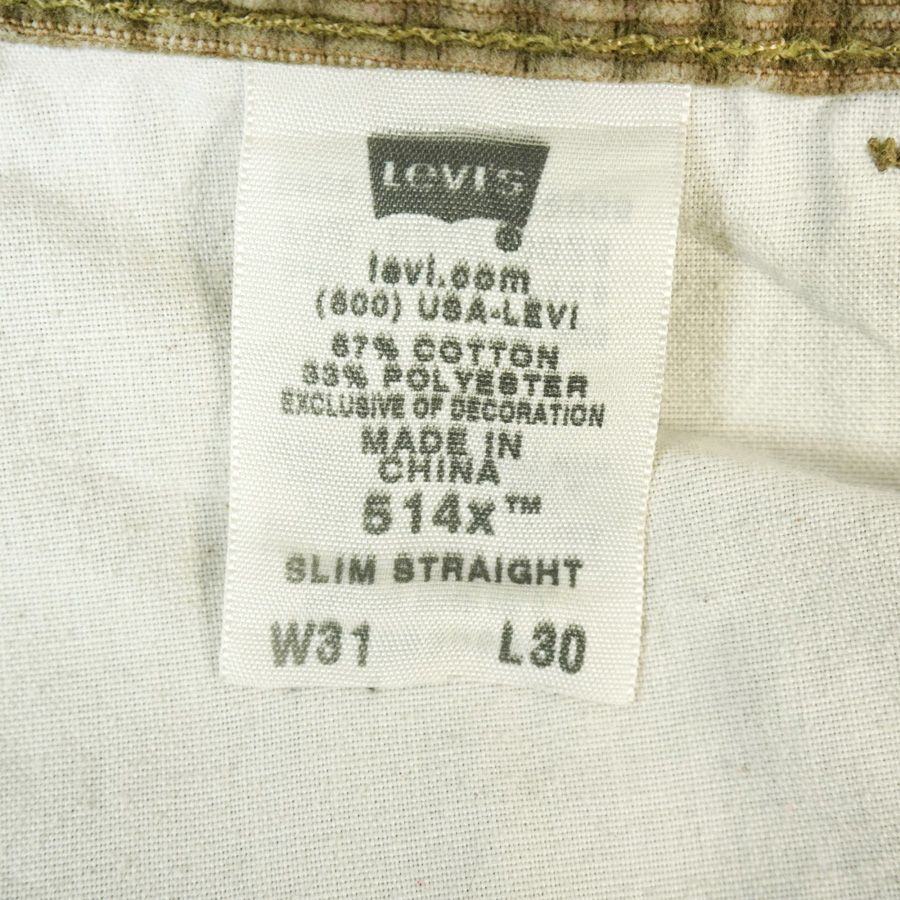 Levi's
levi.com
(800) USA-LEVI
67% COTTON
33% POLYESTER
EXCLUSIVE OF DECORATION
MADE IN
CHINA
514x™
SLIM STRAIGHT
W31 L30